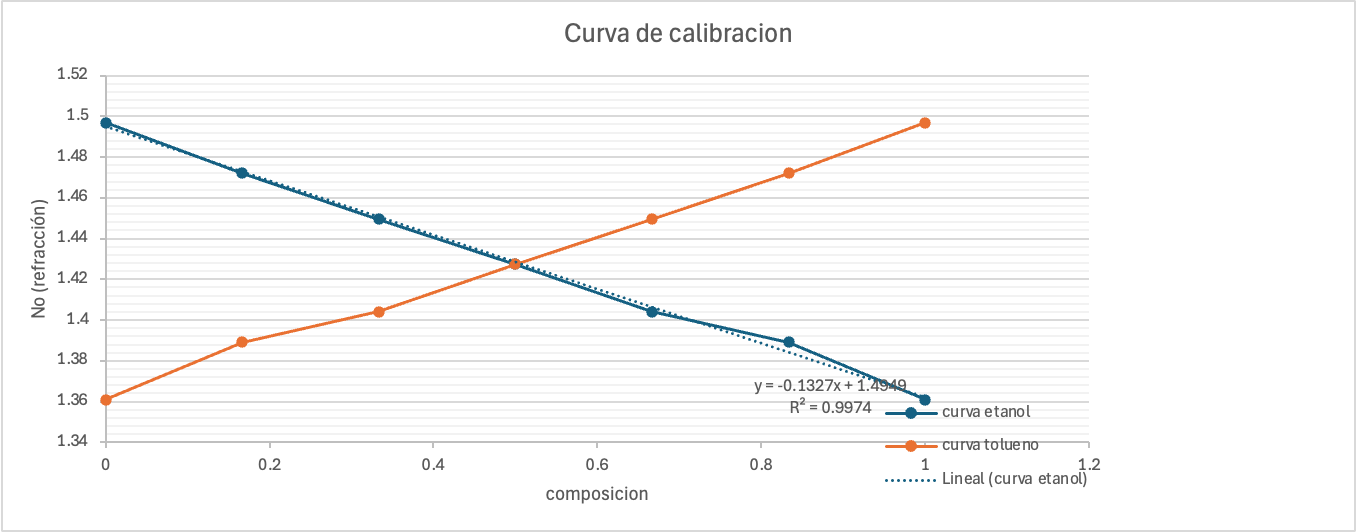 Curva de calibracion
1.52
1.5
1.48
1.46
1.44
1.42
1.4
1.38
1.36
1.34
No (refracción)
0
0.2
0.4
0.6
0.8
1
1.2
composicion
y = -0.1327x + 1.4949
R² = 0.9974
curva etanol
curva tolueno
Lineal (curva etanol)